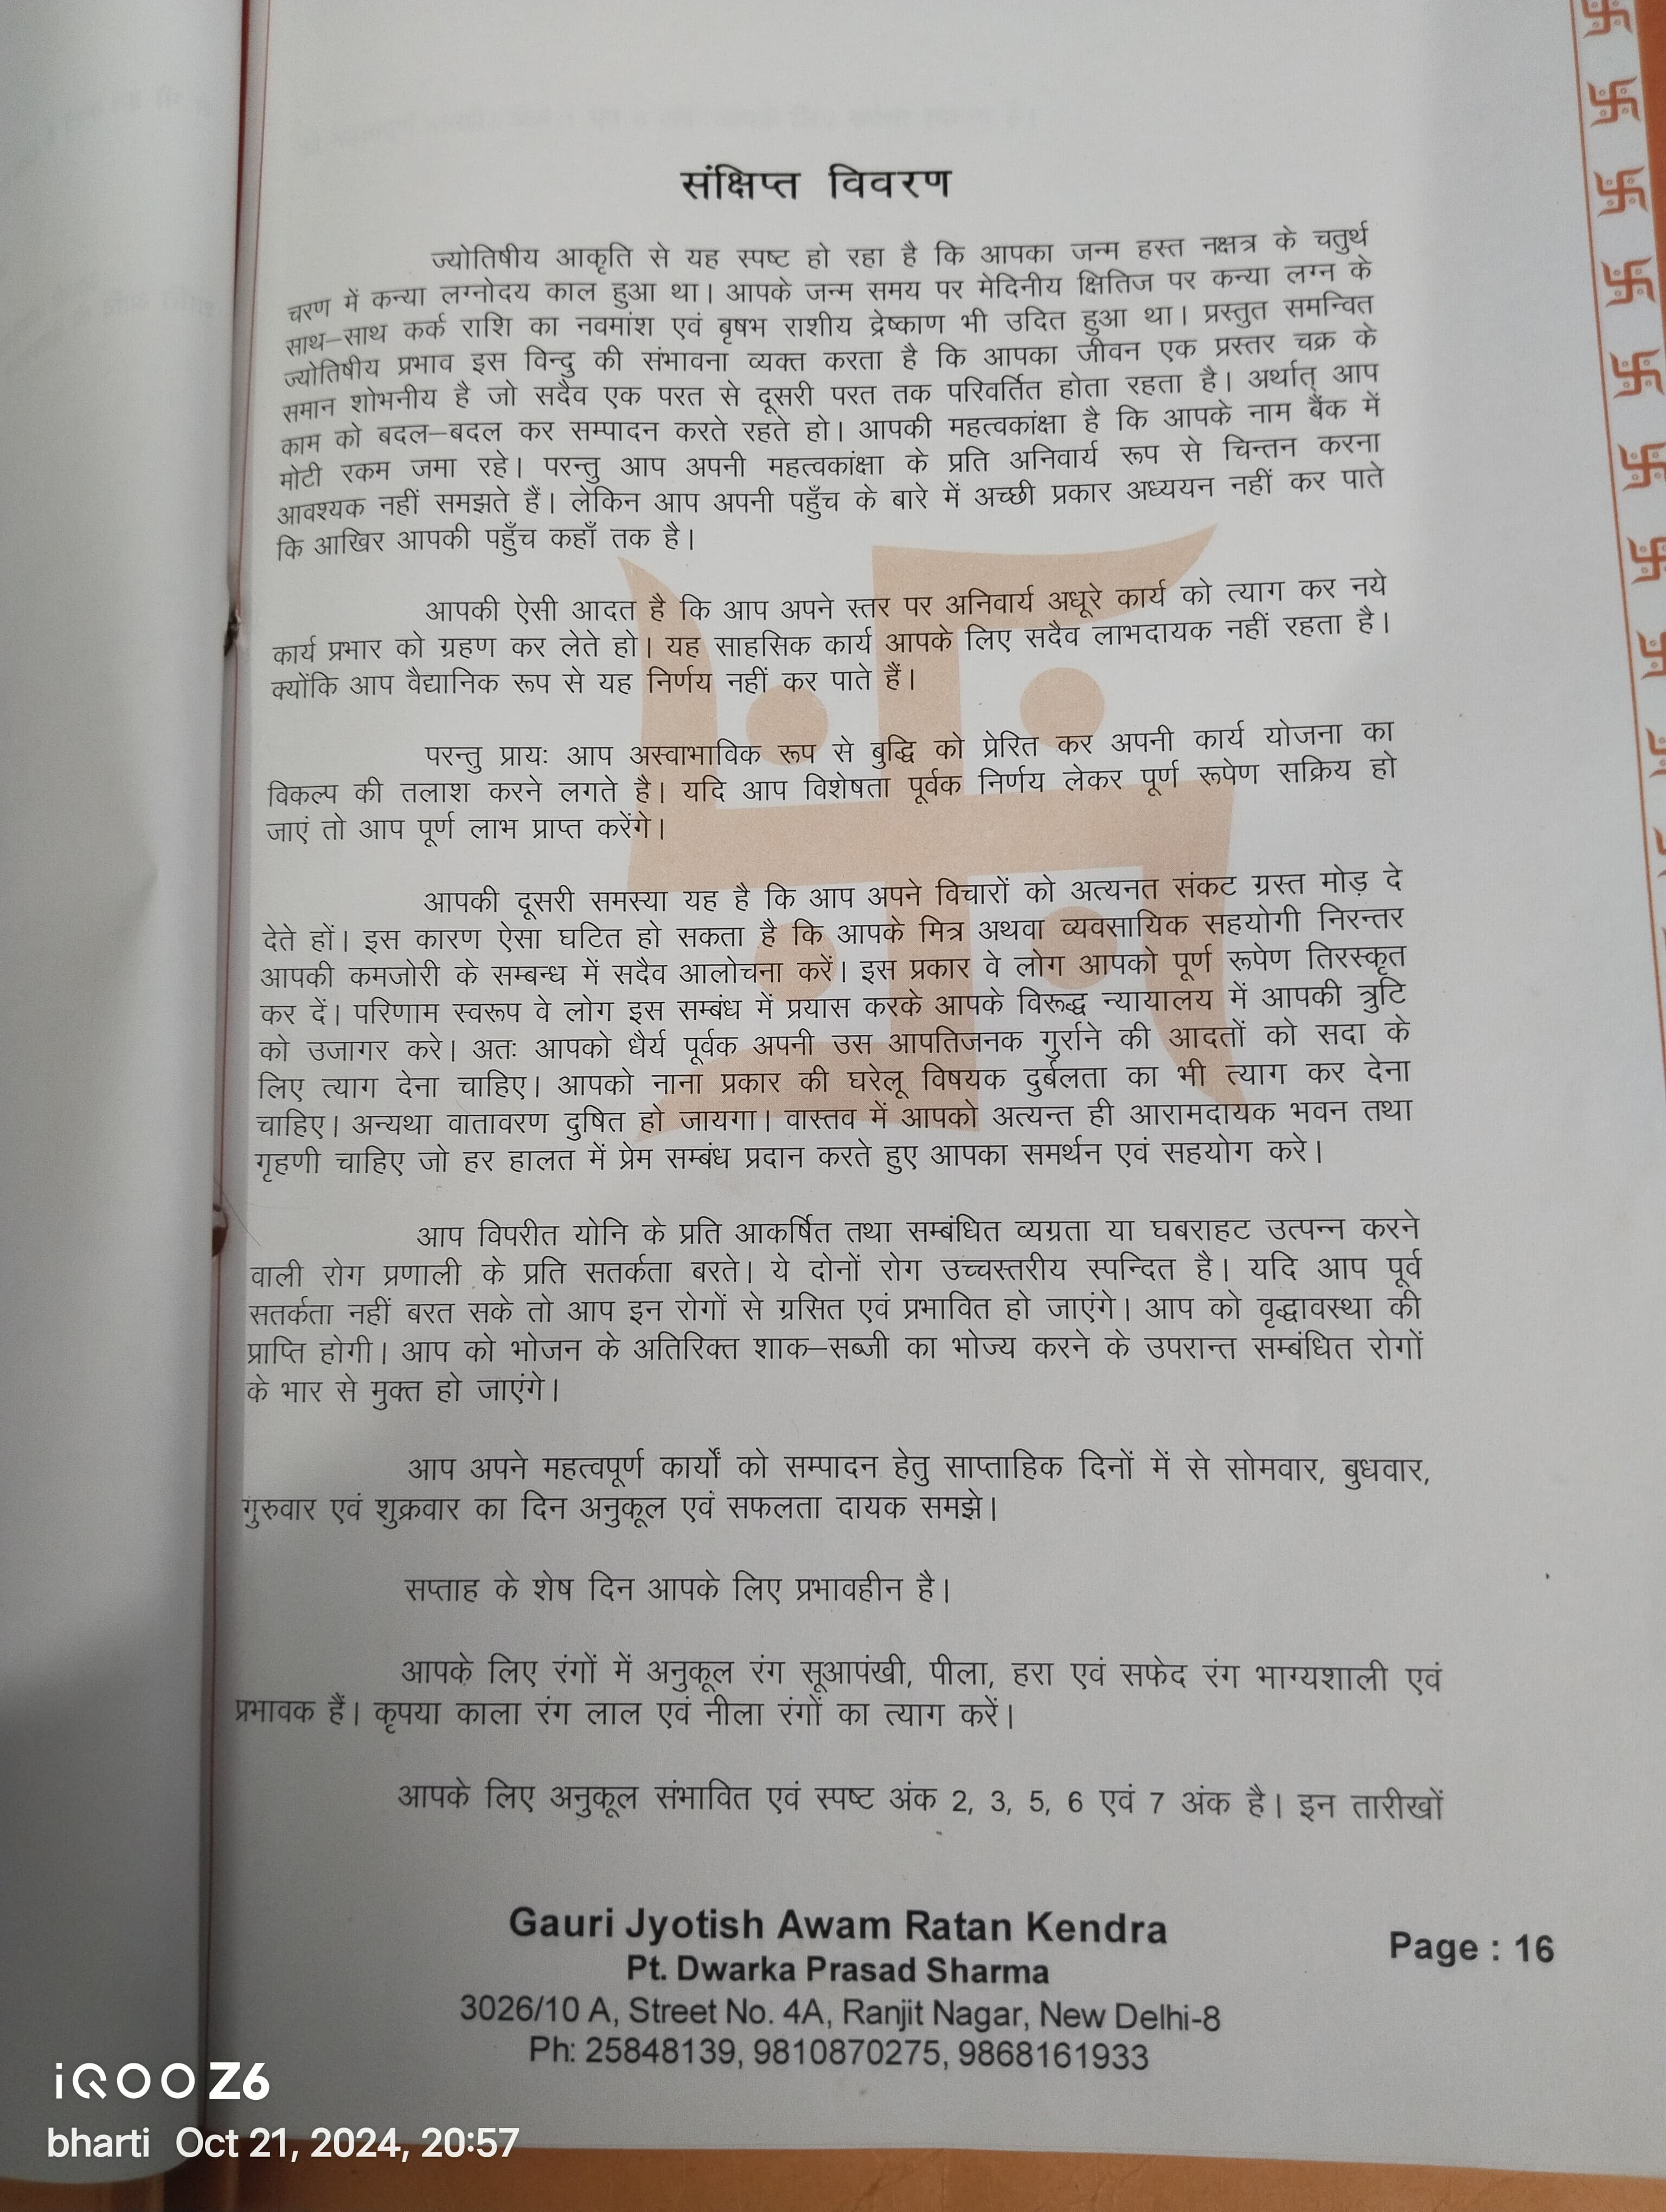 संक्षिप्त विवरण
ज्योतिषीय आकृति से यह स्पष्ट हो रहा है कि आपका जन्म हस्त नक्षत्र के चतुर्थ
चरण में कन्या लग्नोदय काल हुआ था। आपके जन्म समय पर मेदिनीय क्षितिज पर कन्या लग्न के
साथ–साथ कर्क राशि का नवमांश एवं बृषभ राशीय द्रेष्काण भी उदित हुआ था। प्रस्तुत समन्वित
ज्योतिषीय प्रभाव इस विन्दु की संभावना व्यक्त करता है कि आपका जीवन एक प्रस्तर चक्र के
समान शोभनीय है जो सदैव एक परत से दूसरी परत तक परिवर्तित होता रहता है। अर्थात् आप
काम को बदल–बदल कर सम्पादन करते रहते हो। आपकी महत्वकांक्षा है कि आपके नाम बैंक में
मोटी रकम जमा रहे। परन्तु आप अपनी महत्वकांक्षा के प्रति अनिवार्य रूप से चिन्तन करना
आवश्यक नहीं समझते हैं। लेकिन आप अपनी पहुँच के बारे में अच्छी प्रकार अध्ययन नहीं कर पाते
कि आखिर आपकी पहुँच कहाँ तक है।
आपकी ऐसी आदत है कि आप अपने स्तर पर अनिवार्य अधूरे कार्य को त्याग कर नये
कार्य प्रभार को ग्रहण कर लेते हो। यह साहसिक कार्य आपके लिए सदैव लाभदायक नहीं रहता है।
क्योंकि आप वैद्यानिक रूप से यह निर्णय नहीं कर पाते हैं।
परन्तु प्रायः आप अस्वाभाविक रूप से बुद्धि को प्रेरित कर अपनी कार्य योजना का
विकल्प की तलाश करने लगते है। यदि आप विशेषता पूर्वक निर्णय लेकर पूर्ण रूपेण सक्रिय हो
जाएं तो आप पूर्ण लाभ प्राप्त करेंगे।
आपकी दूसरी समस्या यह है कि आप अपने विचारों को अत्यनत संकट ग्रस्त मोड़ दे
देते हों। इस कारण ऐसा घटित हो सकता है कि आपके मित्र अथवा व्यवसायिक सहयोगी निरन्तर
आपकी कमजोरी के सम्बन्ध में सदैव आलोचना करें। इस प्रकार वे लोग आपको पूर्ण रूपेण तिरस्कृत
कर दें। परिणाम स्वरूप वे लोग इस सम्बंध में प्रयास करके आपके विरूद्ध न्यायालय में आपकी त्रुटि
को उजागर करे। अतः आपको धैर्य पूर्वक अपनी उस आपतिजनक गुर्राने की आदतों को सदा के
लिए त्याग देना चाहिए। आपको नाना प्रकार की घरेलू विषयक दुर्बलता का भी त्याग कर देना
चाहिए। अन्यथा वातावरण दुषित हो जायगा। वास्तव में आपको अत्यन्त ही आरामदायक भवन तथा
गृहणी चाहिए जो हर हालत में प्रेम सम्बंध प्रदान करते हुए आपका समर्थन एवं सहयोग करे।
आप विपरीत योनि के प्रति आकर्षित तथा सम्बंधित व्यग्रता या घबराहट उत्पन्न करने
वाली रोग प्रणाली के प्रति सतर्कता बरते। ये दोनों रोग उच्चस्तरीय स्पन्दित है। यदि आप पूर्व
सतर्कता नहीं बरत सके तो आप इन रोगों से ग्रसित एवं प्रभावित हो जाएंगे। आप को वृद्धावस्था की
प्राप्ति होगी। आप को भोजन के अतिरिक्त शाक–सब्जी का भोज्य करने के उपरान्त सम्बंधित रोगों
के भार से मुक्त हो जाएंगे।
आप अपने महत्वपूर्ण कार्यों को सम्पादन हेतु साप्ताहिक दिनों में से सोमवार, बुधवार,
गुरुवार एवं शुक्रवार का दिन अनुकूल एवं सफलता दायक समझे।
सप्ताह के शेष दिन आपके लिए प्रभावहीन है।
आपके लिए रंगों में अनुकूल रंग सूआपंखी, पीला, हरा एवं सफेद रंग भाग्यशाली एवं
प्रभावक हैं। कृपया काला रंग लाल एवं नीला रंगों का त्याग करें।
आपके लिए अनुकूल संभावित एवं स्पष्ट अंक 2, 3, 5, 6 एवं 7 अंक है। इन तारीखों
Gauri Jyotish Awam Ratan Kendra
Page : 16
Pt. Dwarka Prasad Sharma
3026/10 A, Street No. 4A, Ranjit Nagar, New Delhi-8
Ph: 25848139, 9810870275, 9868161933
iQOO Z6
bharti Oct 21, 2024, 20:57